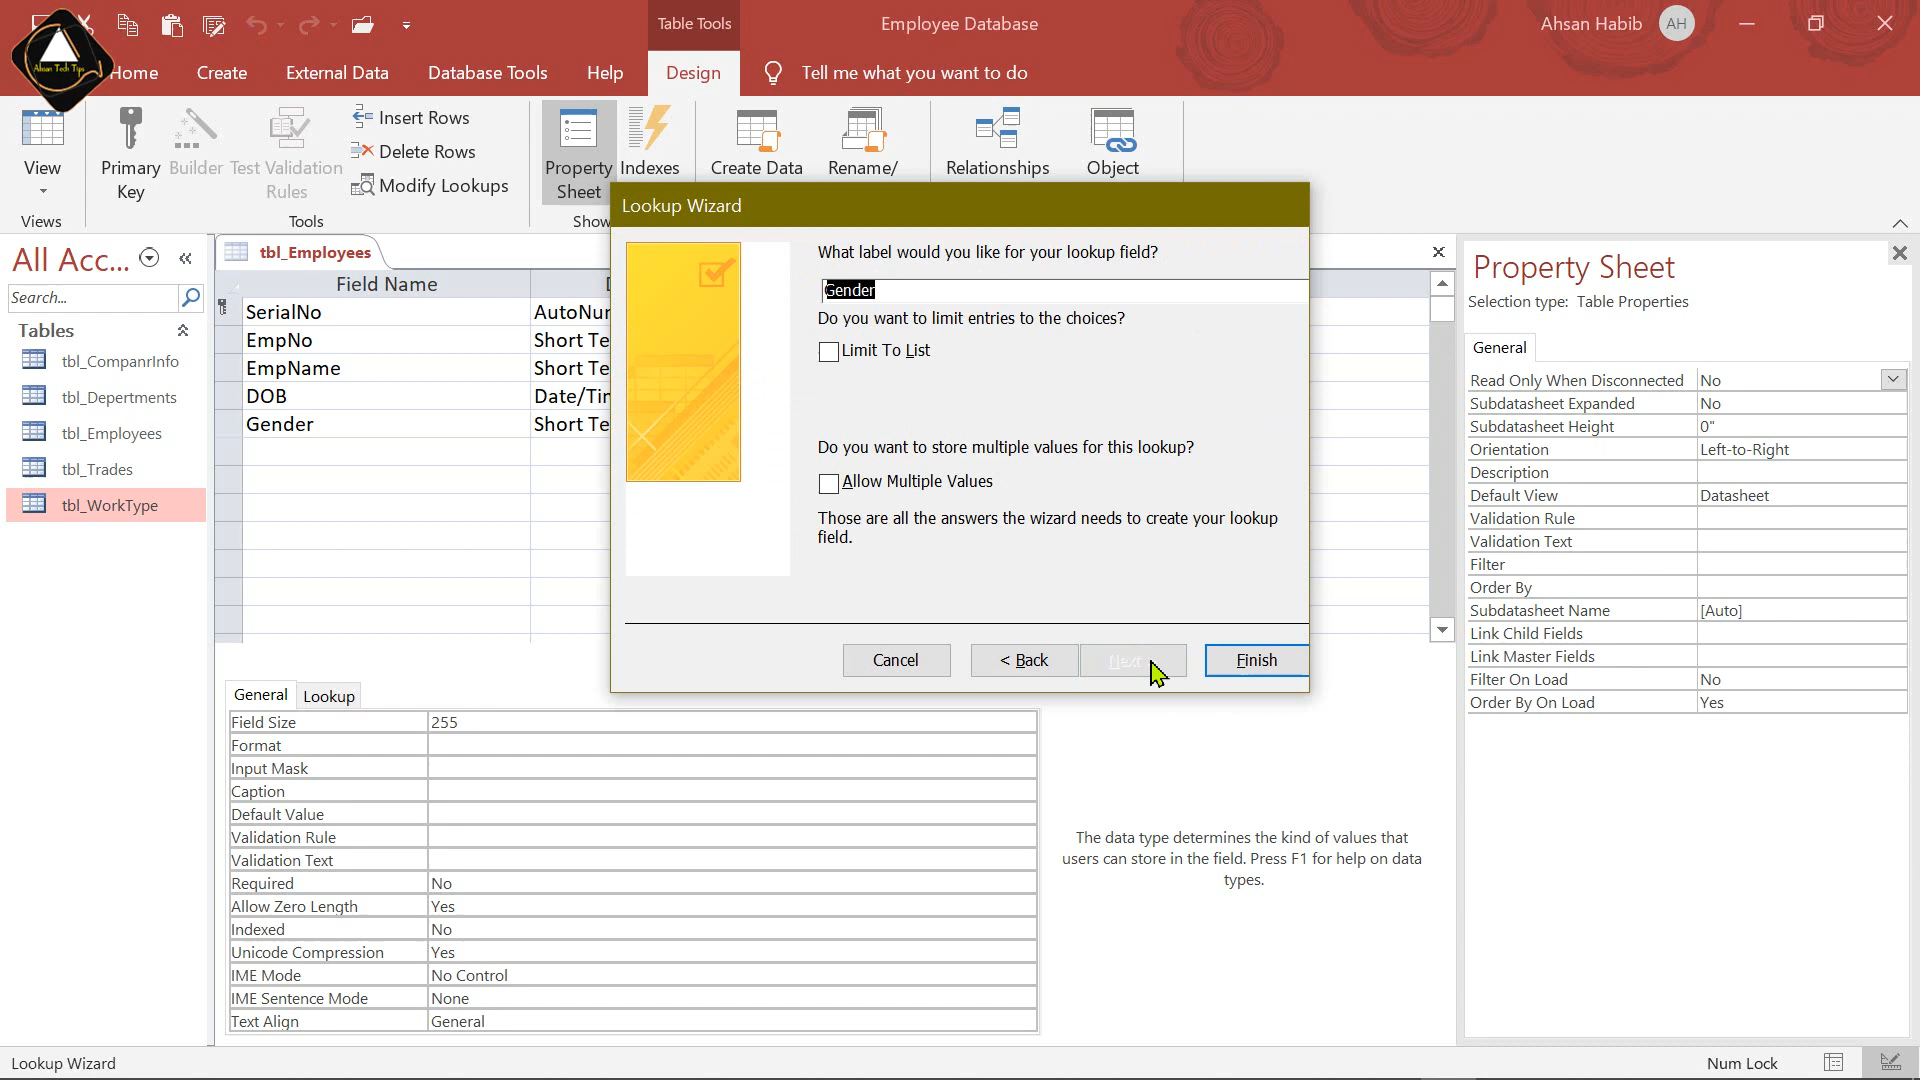 Table Tools
Employee Database
Ahsan Habib
AH
Ahsan Tech Tips
Home
Create
External Data
Database Tools
Help
Design
Tell me what you want to do
View
Primary Key
Builder
Test Validation Rules
Insert Rows
Delete Rows
Modify Lookups
Property Sheet
Indexes
Create Data
Rename/
Relationships
Object
Views
Tools
Show
Lookup Wizard
What label would you like for your lookup field?
Gender
Do you want to limit entries to the choices?
Limit To List
Do you want to store multiple values for this lookup?
Allow Multiple Values
Those are all the answers the wizard needs to create your lookup
field.
Cancel
< Back
Next
Finish
All Acc...
Search...
Tables
tbl_CompanrInfo
tbl_Depertments
tbl_Employees
tbl_Trades
tbl_WorkType
tbl_Employees
Field Name
SerialNo
AutoNur
EmpNo
Short Te
EmpName
Short Te
DOB
Date/Tin
Gender
Short Te
General
Lookup
Field Size
255
Format
Input Mask
Caption
Default Value
Validation Rule
Validation Text
Required
No
Allow Zero Length
Yes
Indexed
No
Unicode Compression
Yes
IME Mode
No Control
IME Sentence Mode
None
Text Align
General
The data type determines the kind of values that
users can store in the field. Press F1 for help on data
types.
Property Sheet
Selection type: Table Properties
General
Read Only When Disconnected
No
Subdatasheet Expanded
No
Subdatasheet Height
0"
Orientation
Left-to-Right
Description
Default View
Datasheet
Validation Rule
Validation Text
Filter
Order By
Subdatasheet Name
[Auto]
Link Child Fields
Link Master Fields
Filter On Load
No
Order By On Load
Yes
Lookup Wizard
Num Lock